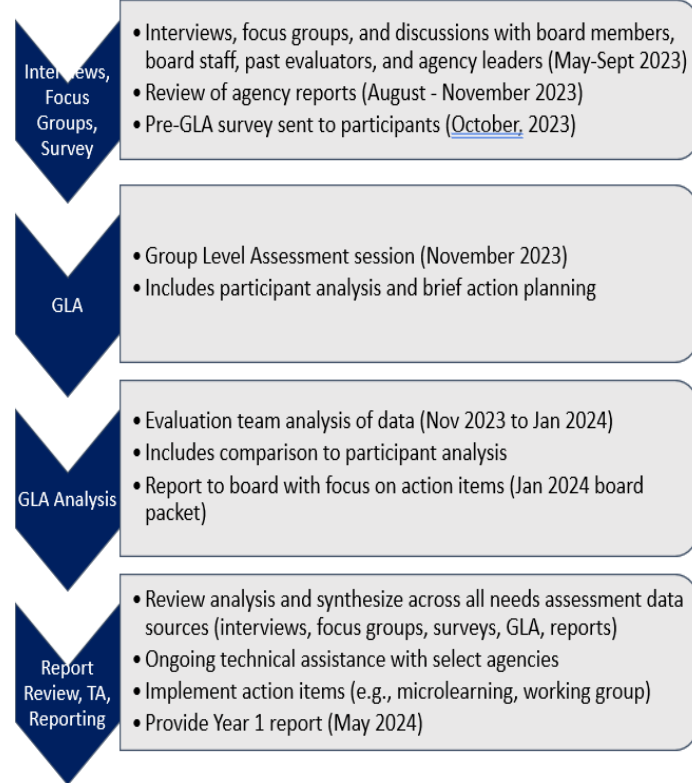 Interviews,
Focus
Groups,
Survey
• Interviews, focus groups, and discussions with board members,
board staff, past evaluators, and agency leaders (May-Sept 2023)
• Review of agency reports (August - November 2023)
• Pre-GLA survey sent to participants (October, 2023)
GLA
• Group Level Assessment session (November 2023)
• Includes participant analysis and brief action planning
GLA Analysis
• Evaluation team analysis of data (Nov 2023 to Jan 2024)
• Includes comparison to participant analysis
• Report to board with focus on action items (Jan 2024 board
packet)
Report
Review, TA,
Reporting
• Review analysis and synthesize across all needs assessment data
sources (interviews, focus groups, surveys, GLA, reports)
• Ongoing technical assistance with select agencies
• Implement action items (e.g., microlearning, working group)
• Provide Year 1 report (May 2024)